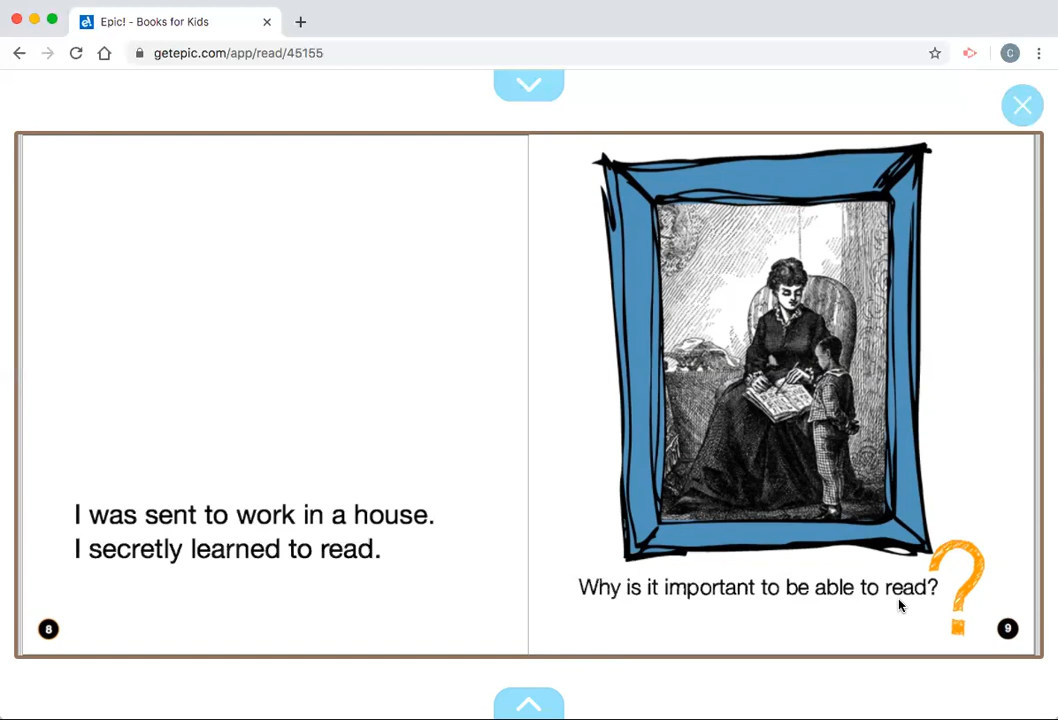 Epic! - Books for Kids
getepic.com/app/read/45155
C
I was sent to work in a house.
I secretly learned to read.
8
Why is it important to be able to read?
?
9